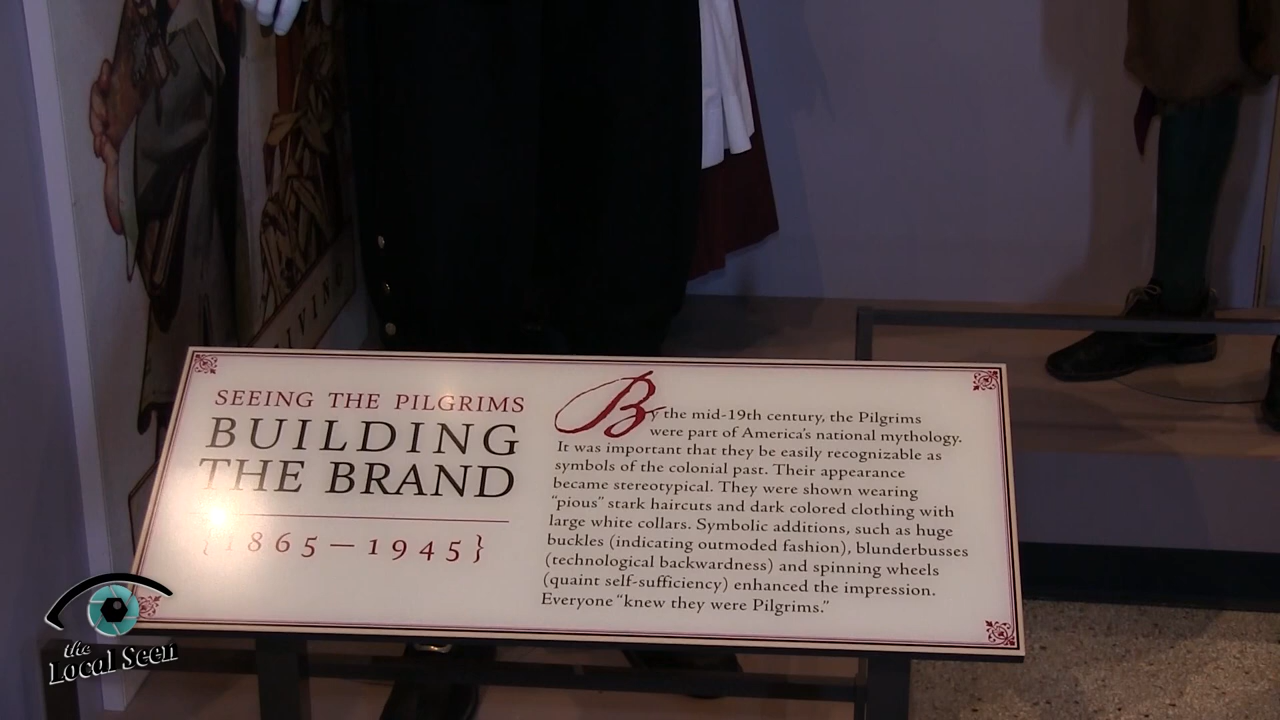 LVING
SEEING THE PILGRIMS
BUILDING
THE BRAND
{1865—1945}
By the mid-19th century, the Pilgrims
were part of America's national mythology.
It was important that they be easily recognizable as
symbols of the colonial past. Their appearance
became stereotypical. They were shown wearing
"pious" stark haircuts and dark colored clothing with
large white collars. Symbolic additions, such as huge
buckles (indicating outmoded fashion), blunderbusses
(technological backwardness) and spinning wheels
(quaint self-sufficiency) enhanced the impression.
Everyone "knew they were Pilgrims."
the
Local Seen